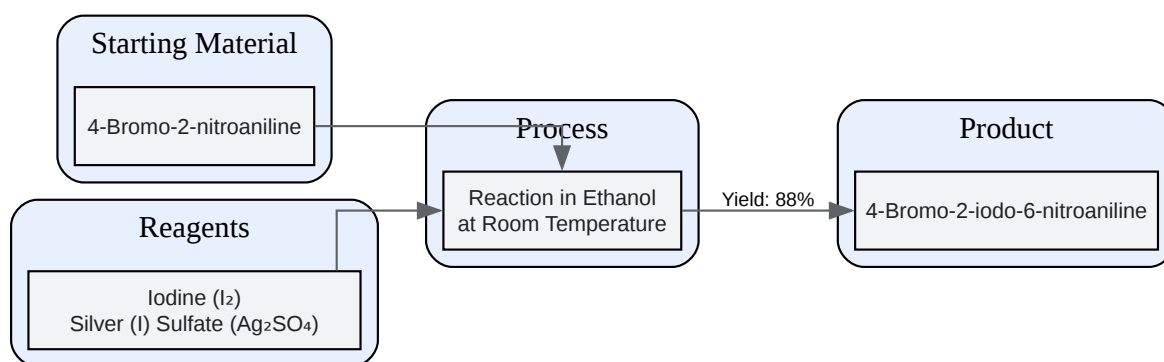 Starting Material
4-Bromo-2-nitroaniline
Reagents
Iodine (I₂)
Silver (I) Sulfate (Ag₂SO₄)
Process
Reaction in Ethanol
at Room Temperature
Yield: 88%
Product
4-Bromo-2-iodo-6-nitroaniline